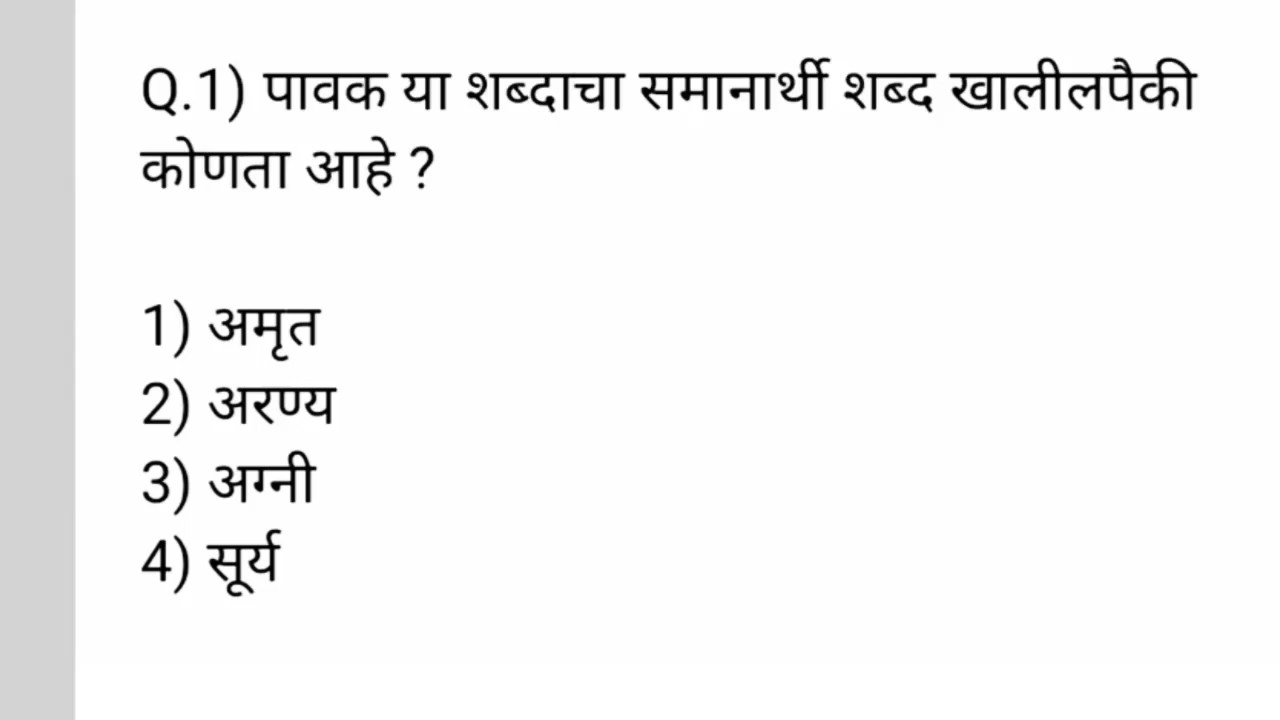 Q.1) पावक या शब्दाचा समानार्थी शब्द खालीलपैकी
कोणता आहे ?
1) अमृत
2) अरण्य
3) अग्नी
4) सूर्य